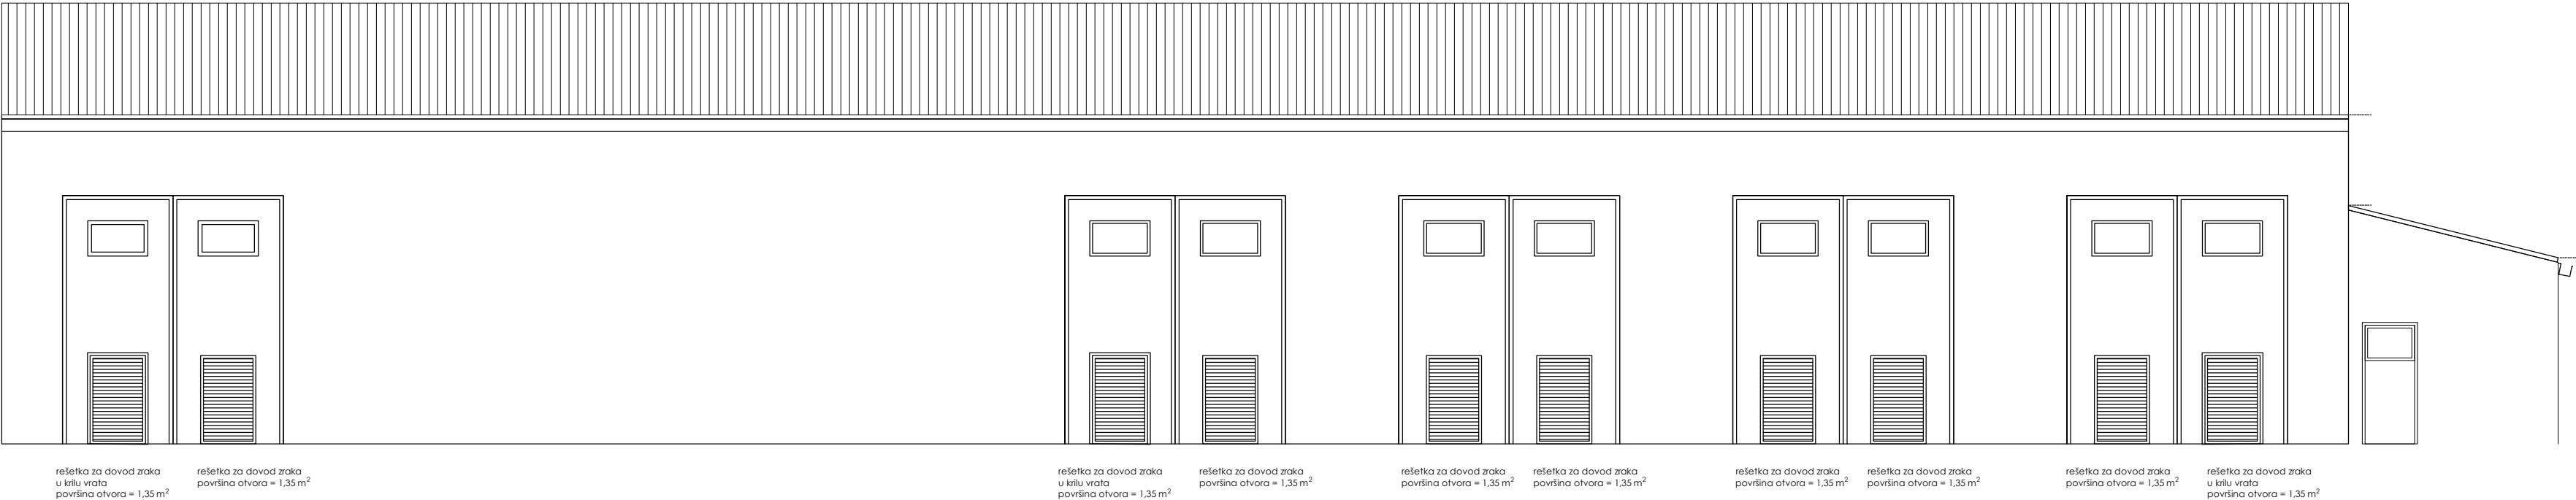 rešetka za dovod zraka
u krilu vrata
površina otvora = 1,35 m²
rešetka za dovod zraka
površina otvora = 1,35 m²
rešetka za dovod zraka
u krilu vrata
površina otvora = 1,35 m²
rešetka za dovod zraka
površina otvora = 1,35 m²
rešetka za dovod zraka
površina otvora = 1,35 m²
rešetka za dovod zraka
površina otvora = 1,35 m²
rešetka za dovod zraka
površina otvora = 1,35 m²
rešetka za dovod zraka
površina otvora = 1,35 m²
rešetka za dovod zraka
površina otvora = 1,35 m²
rešetka za dovod zraka
u krilu vrata
površina otvora = 1,35 m²